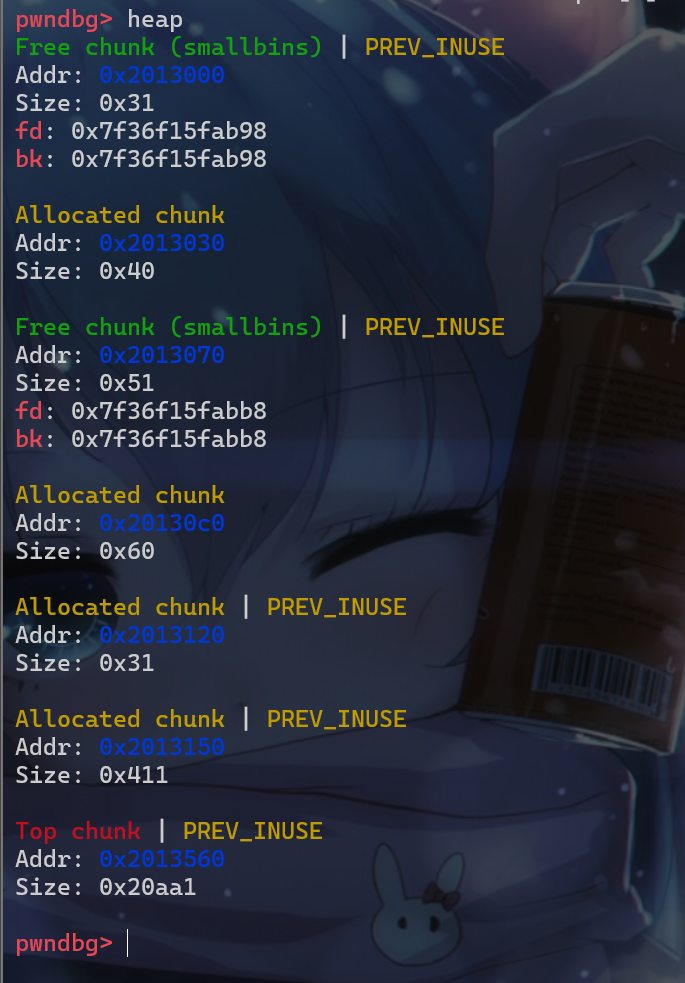 pwndbg> heap
Free chunk (smallbins) | PREV_INUSE
Addr: 0x2013000
Size: 0x31
fd: 0x7f36f15fab98
bk: 0x7f36f15fab98
Allocated chunk
Addr: 0x2013030
Size: 0x40
Free chunk (smallbins) | PREV_INUSE
Addr: 0x2013070
Size: 0x51
fd: 0x7f36f15fabb8
bk: 0x7f36f15fabb8
Allocated chunk
Addr: 0x20130c0
Size: 0x60
Allocated chunk | PREV_INUSE
Addr: 0x2013120
Size: 0x31
Allocated chunk | PREV_INUSE
Addr: 0x2013150
Size: 0x411
Top chunk | PREV_INUSE
Addr: 0x2013560
Size: 0x20aa1
pwndbg>